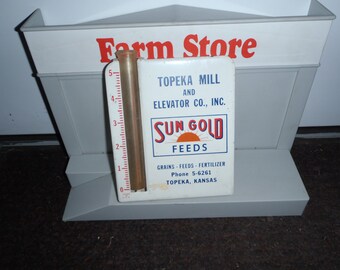 Farm Store
TOPEKA MILL
AND
ELEVATOR CO., INC.
SUN GOLD
FEEDS
GRAINS - FEEDS - FERTILIZER
Phone 5-6261
TOPEKA, KANSAS
5
4
3
2
1
0